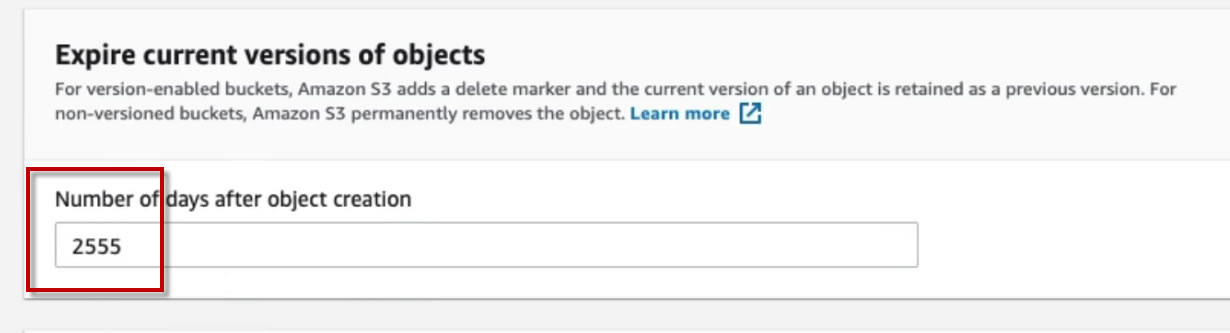 Expire current versions of objects
For version-enabled buckets, Amazon S3 adds a delete marker and the current version of an object is retained as a previous version. For
non-versioned buckets, Amazon S3 permanently removes the object. Learn more
Number of days after object creation
2555